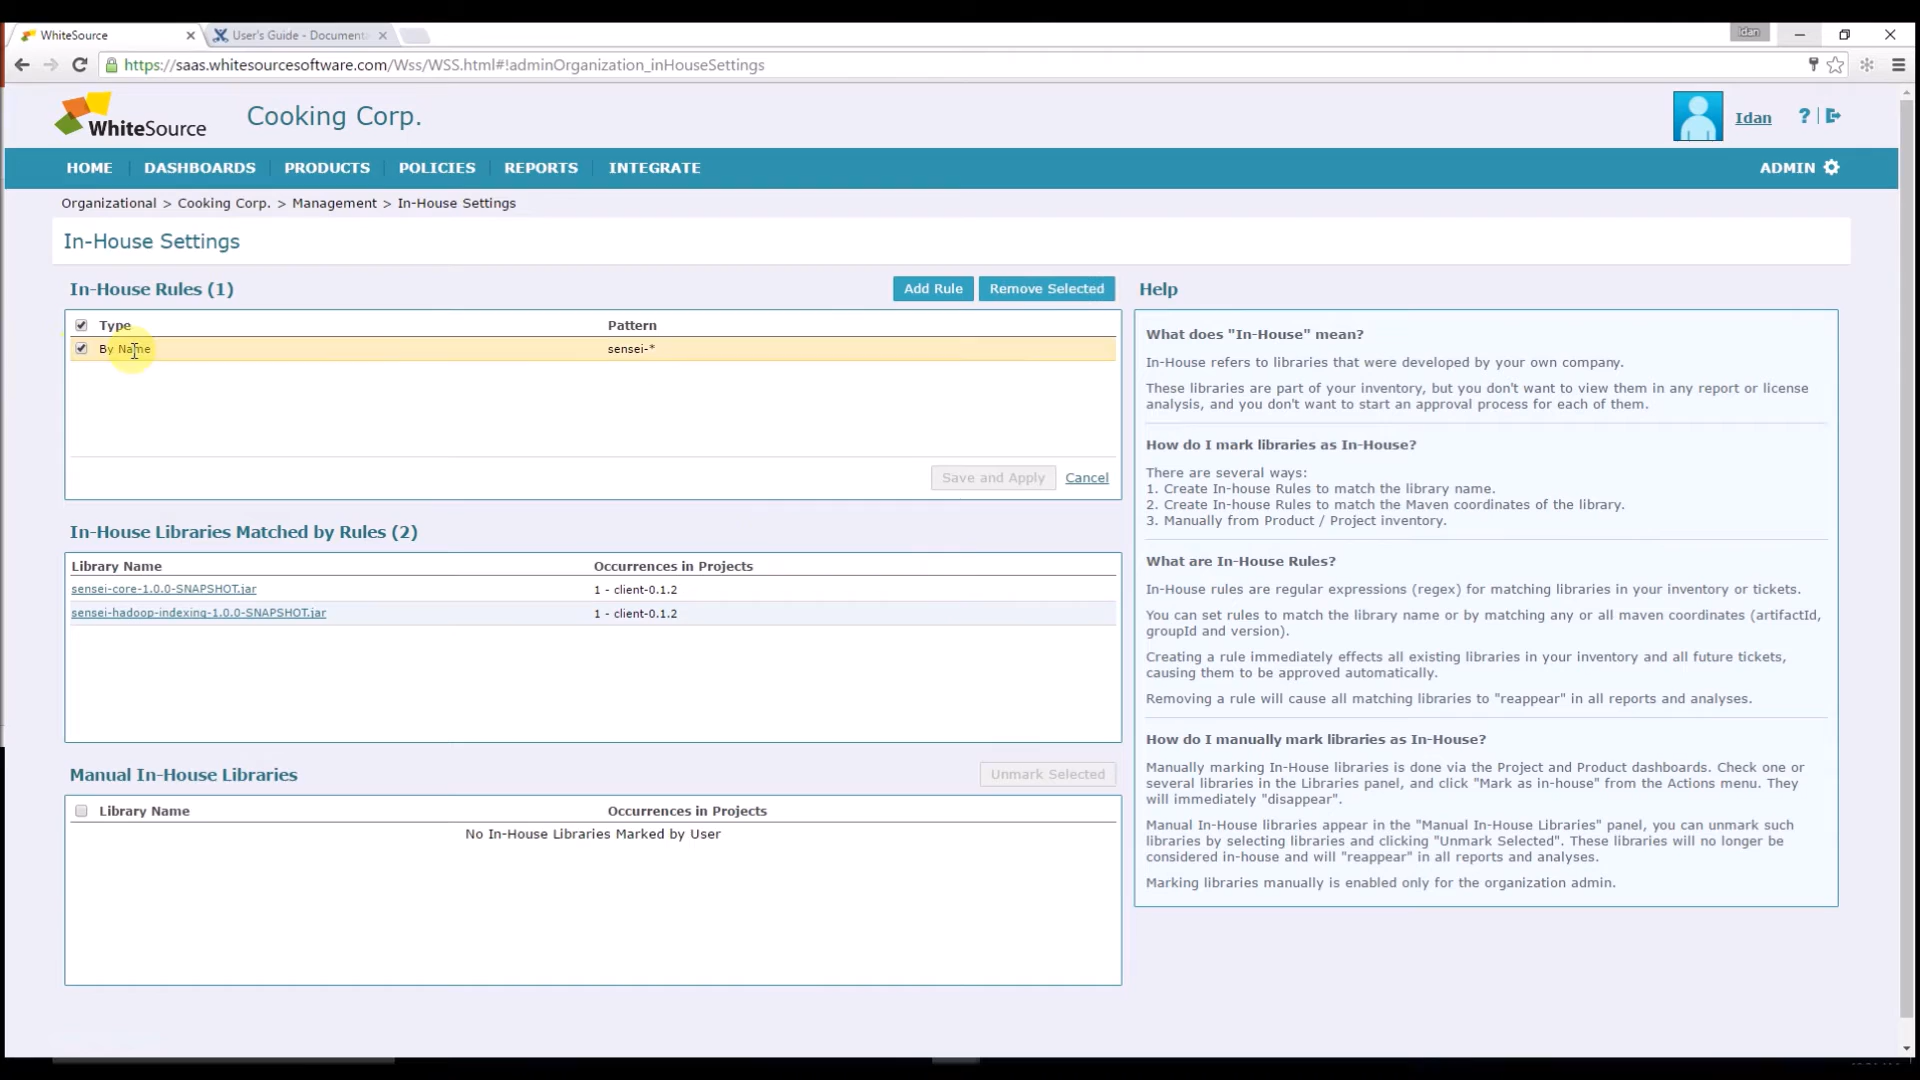 WhiteSource
User's Guide - Document
Idan
https://saas.whitesourcesoftware.com/Wss/WSS.html#!adminOrganization_inHouseSettings
WhiteSource
Cooking Corp.
Idan
?
HOME
DASHBOARDS
PRODUCTS
POLICIES
REPORTS
INTEGRATE
ADMIN
Organizational > Cooking Corp. > Management > In-House Settings
In-House Settings
In-House Rules (1)
Add Rule
Remove Selected
Type
Pattern
By Name
sensei-*
Save and Apply
Cancel
In-House Libraries Matched by Rules (2)
Library Name
Occurrences in Projects
sensei-core-1.0.0-SNAPSHOT.jar
1 - client-0.1.2
sensei-hadoop-indexing-1.0.0-SNAPSHOT.jar
1 - client-0.1.2
Manual In-House Libraries
Unmark Selected
Library Name
Occurrences in Projects
No In-House Libraries Marked by User
Help
What does "In-House" mean?
In-House refers to libraries that were developed by your own company.
These libraries are part of your inventory, but you don't want to view them in any report or license
analysis, and you don't want to start an approval process for each of them.
How do I mark libraries as In-House?
There are several ways:
1. Create In-house Rules to match the library name.
2. Create In-house Rules to match the Maven coordinates of the library.
3. Manually from Product / Project inventory.
What are In-House Rules?
In-House rules are regular expressions (regex) for matching libraries in your inventory or tickets.
You can set rules to match the library name or by matching any or all maven coordinates (artifactId,
groupId and version).
Creating a rule immediately effects all existing libraries in your inventory and all future tickets,
causing them to be approved automatically.
Removing a rule will cause all matching libraries to "reappear" in all reports and analyses.
How do I manually mark libraries as In-House?
Manually marking In-House libraries is done via the Project and Product dashboards. Check one or
several libraries in the Libraries panel, and click "Mark as in-house" from the Actions menu. They
will immediately "disappear".
Manual In-House libraries appear in the "Manual In-House Libraries" panel, you can unmark such
libraries by selecting libraries and clicking "Unmark Selected". These libraries will no longer be
considered in-house and will "reappear" in all reports and analyses.
Marking libraries manually is enabled only for the organization admin.